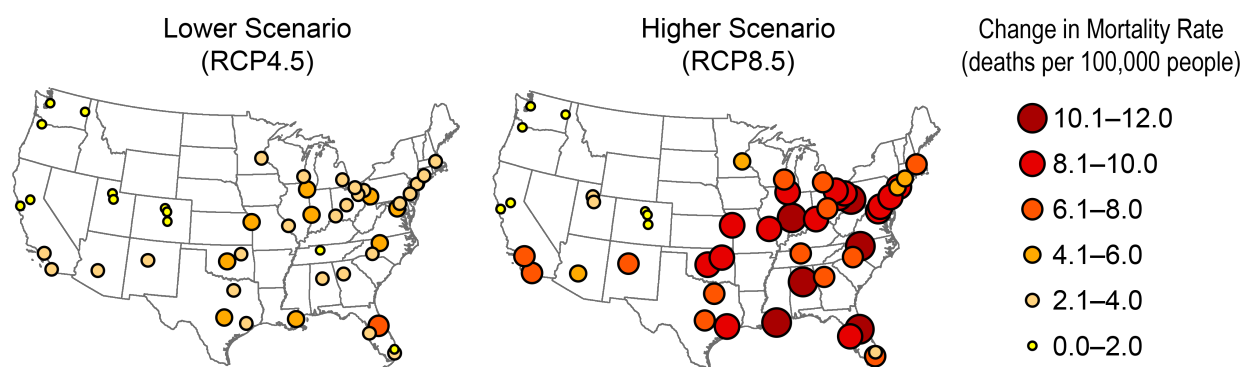 Lower Scenario
(RCP4.5)
Higher Scenario
(RCP8.5)
Change in Mortality Rate
(deaths per 100,000 people)
10.1–12.0
8.1–10.0
6.1–8.0
4.1–6.0
2.1–4.0
0.0–2.0